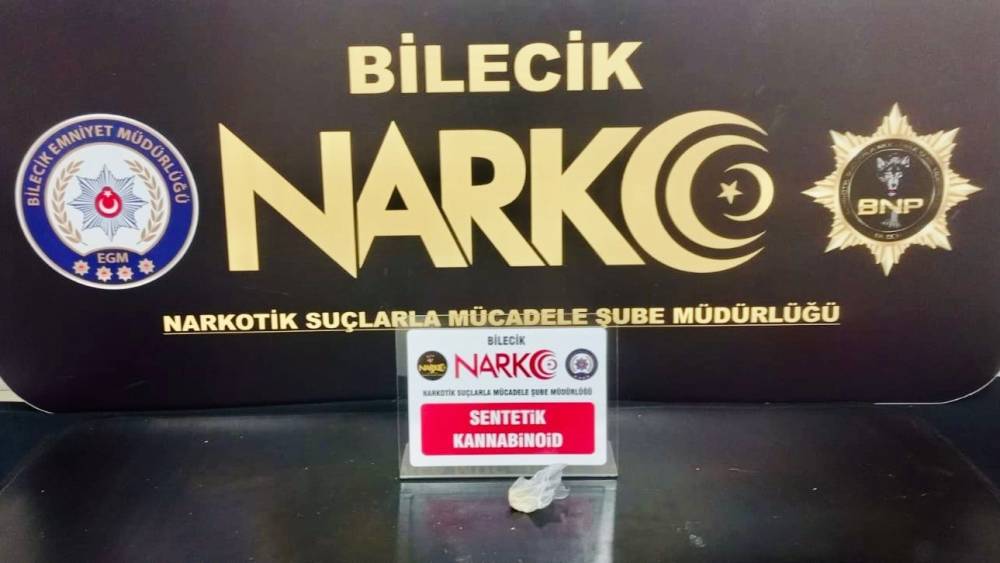 BİLECİK
BİLECİK EMNİYET MÜDÜRLÜĞÜ
EGM
NARKO
BNP
NARKOTİK SUÇLARLA MÜCADELE ŞUBE MÜDÜRLÜĞÜ
BİLECİK
NARKO
NARKOTİK SUÇLARLA MÜCADELE ŞUBE MÜDÜRLÜĞÜ
SENTETİK
KANNABİNOİD